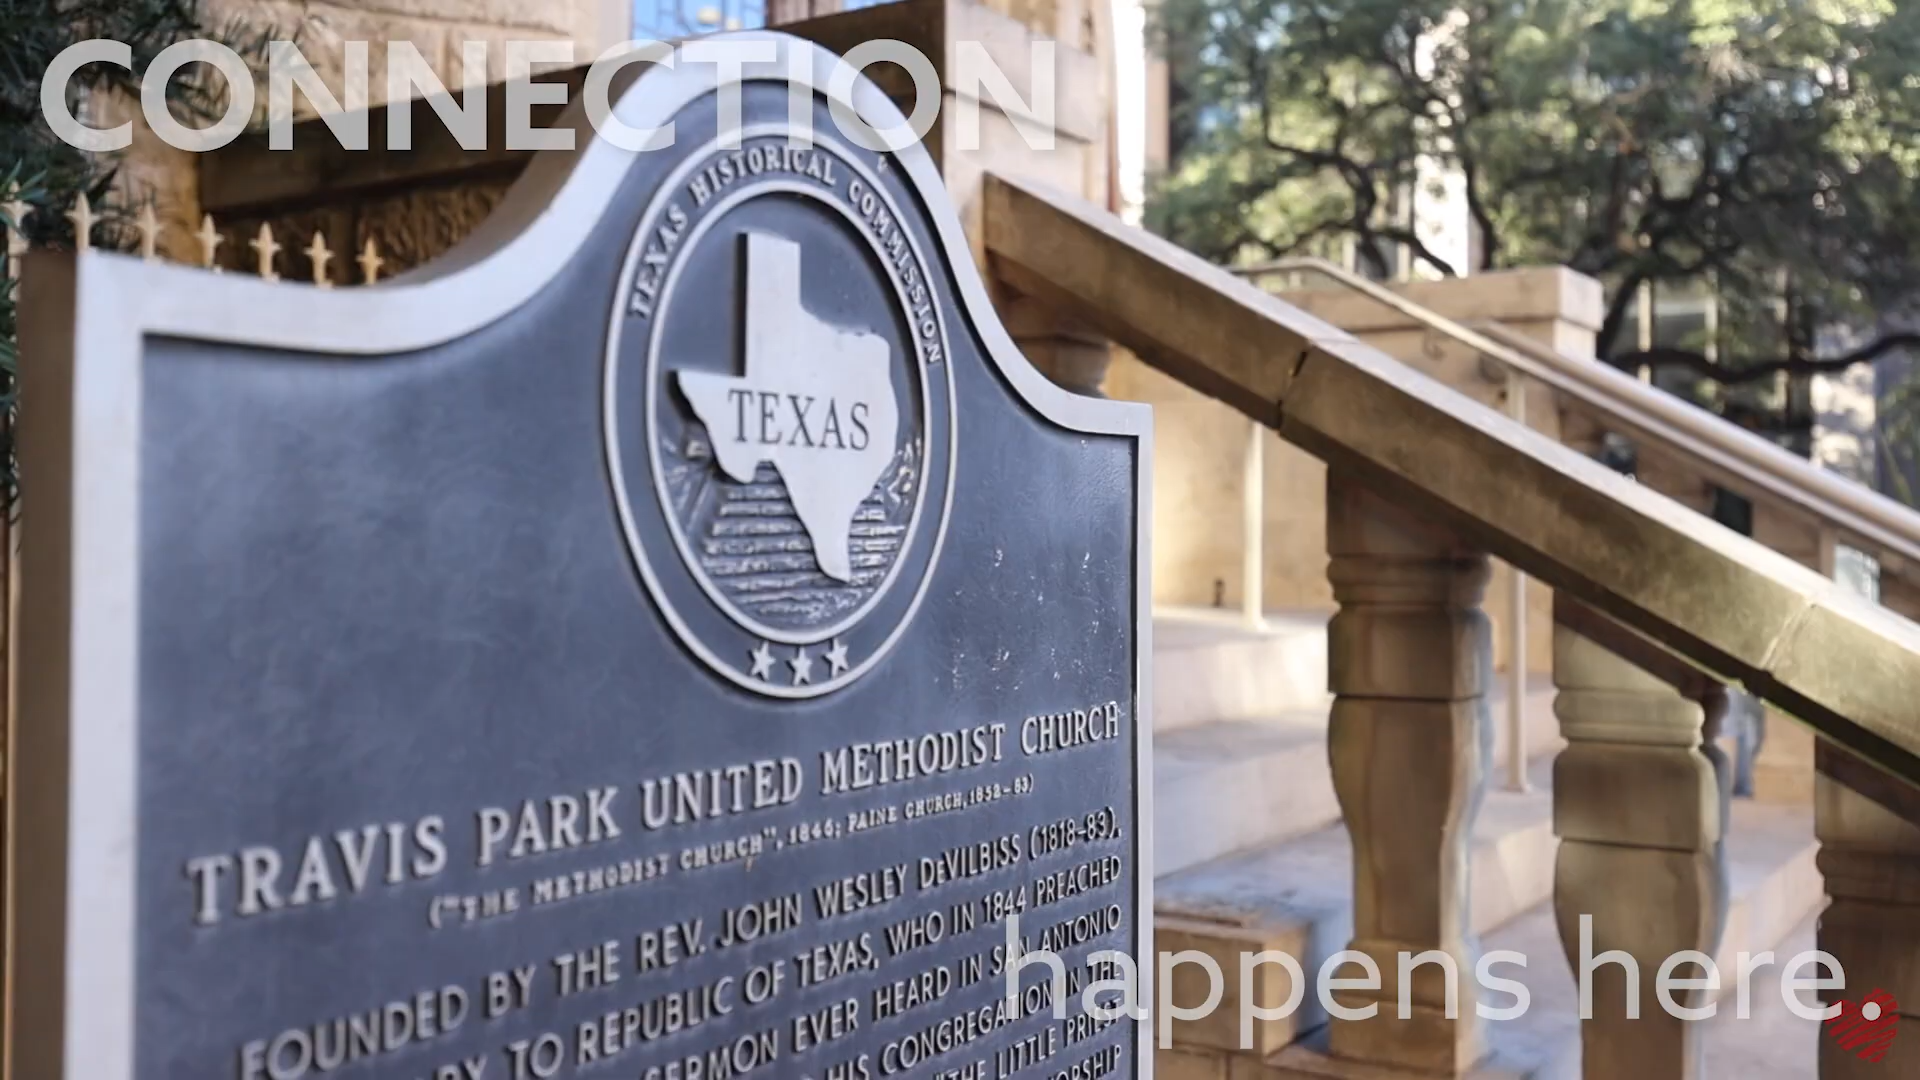 CONNECTION
TEXAS HISTORICAL COMMISSION
TEXAS
TRAVIS PARK UNITED METHODIST CHURCH
("THE METHODIST CHURCH", 1846; PAINE CHURCH, 1852-83)
FOUNDED BY THE REV. JOHN WESLEY DeVILBISS (1818-83),
TO REPUBLIC OF TEXAS, WHO IN 1844 PREACHED
SERMON EVER HEARD IN SAN ANTONIO
HIS CONGREGATION IN THE
"THE LITTLE PRIEST
happens here.